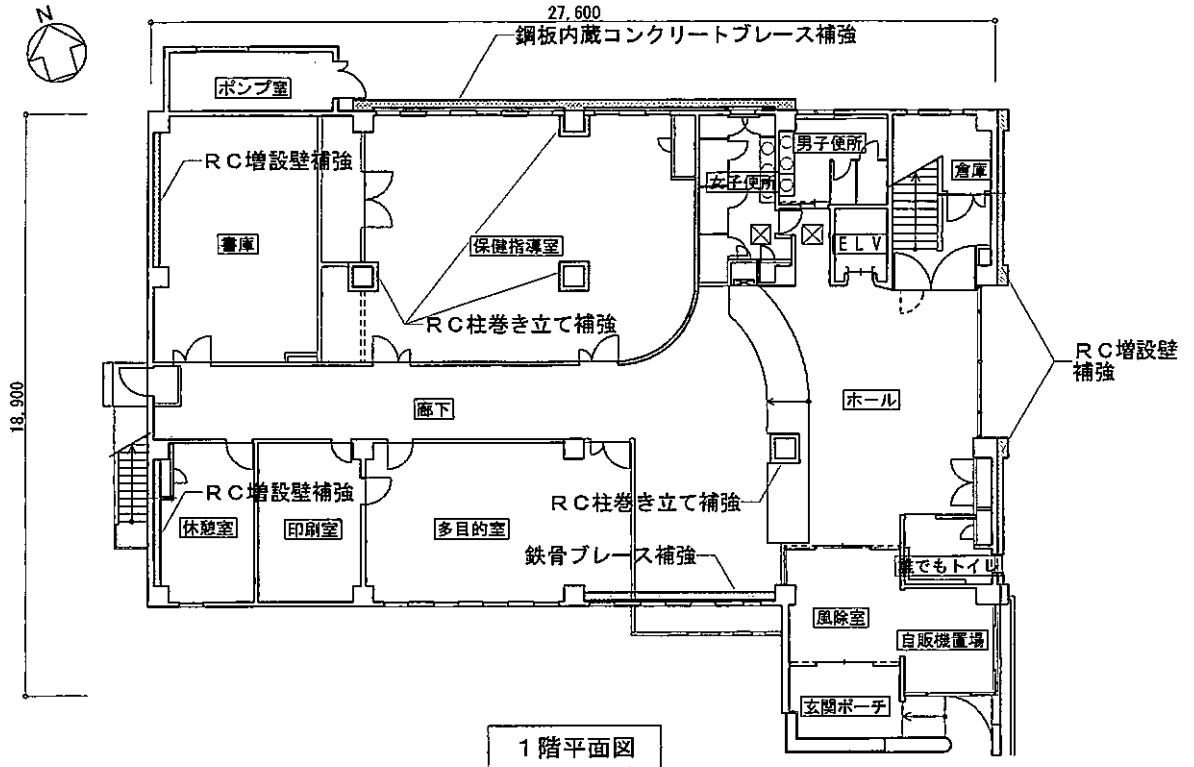 N
27,600
鋼板内蔵コンクリートブレース補強
ポンプ室
RC増設壁補強
男子便所
女子便所
倉庫
書庫
保健指導室
ELV
RC柱巻き立て補強
RC増設壁
補強
18,900
廊下
ホール
RC増設壁補強
RC柱巻き立て補強
休憩室
印刷室
多目的室
鉄骨ブレース補強
誰でもトイレ
風除室
自販機置場
玄関ポーチ
1階平面図